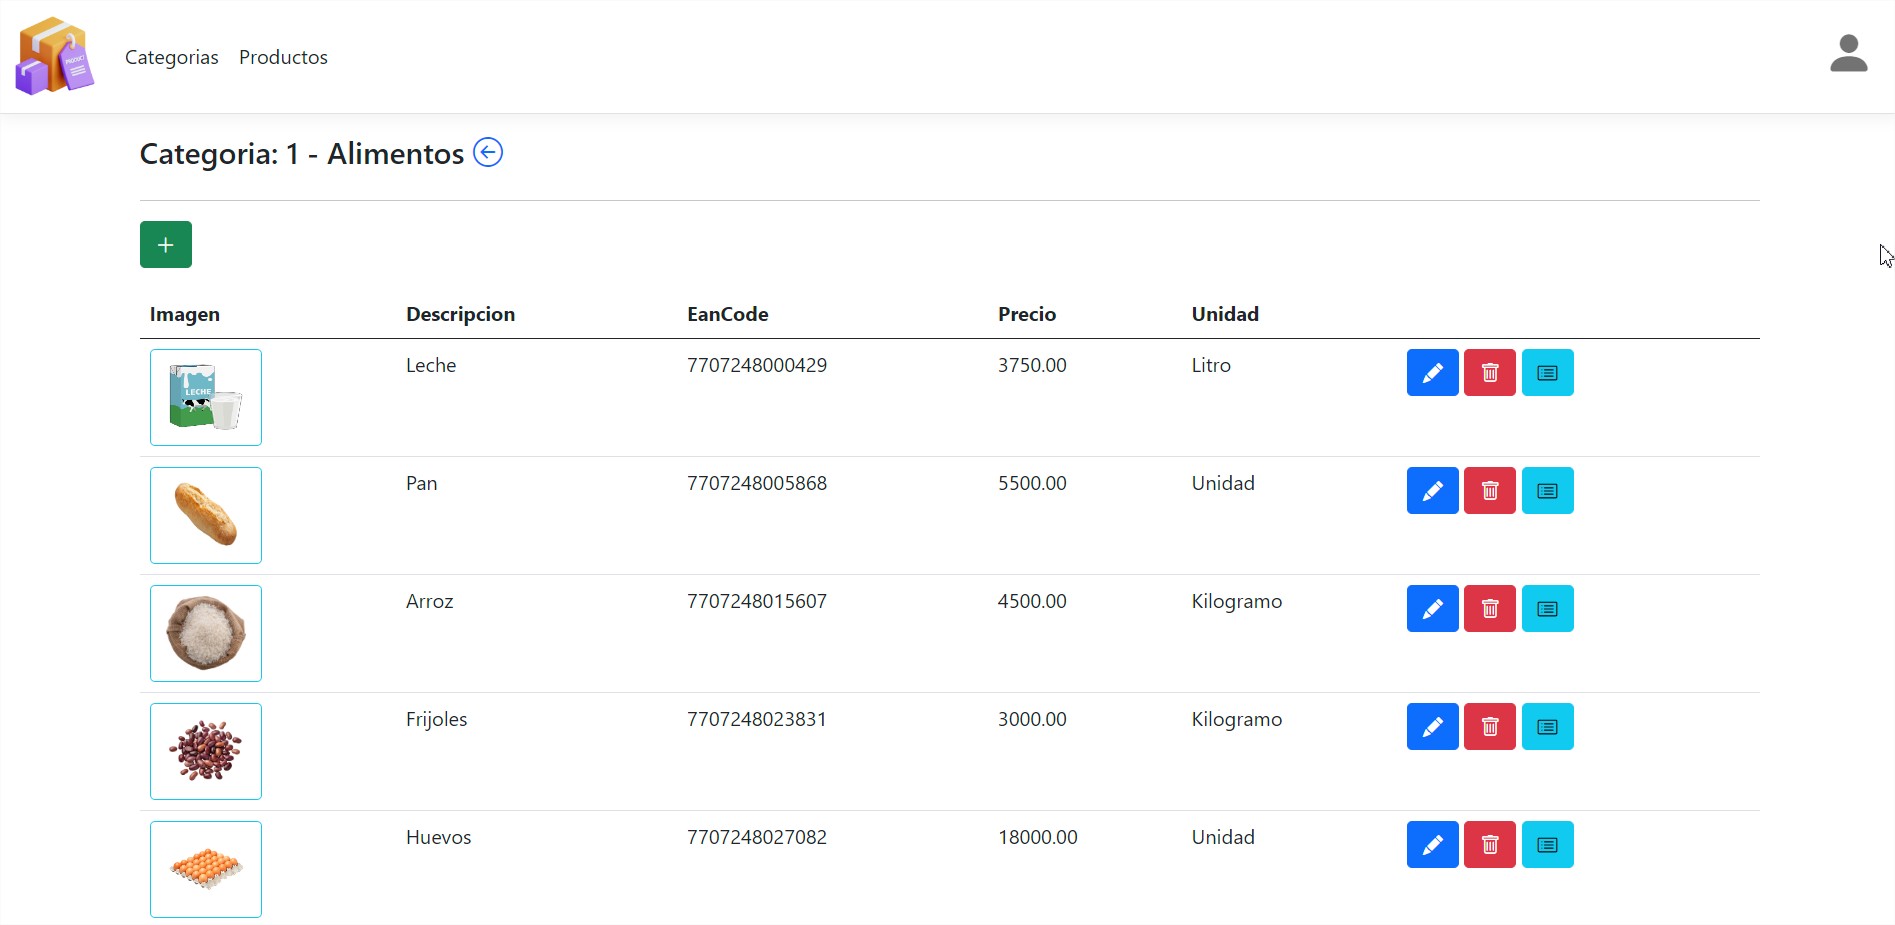 PRODUCT
Categorias Productos
Categoria: 1 - Alimentos
Imagen Descripcion EanCode Precio Unidad
LECHE
Leche 7707248000429 3750.00 Litro
Pan 7707248005868 5500.00 Unidad
Arroz 7707248015607 4500.00 Kilogramo
Frijoles 7707248023831 3000.00 Kilogramo
Huevos 7707248027082 18000.00 Unidad